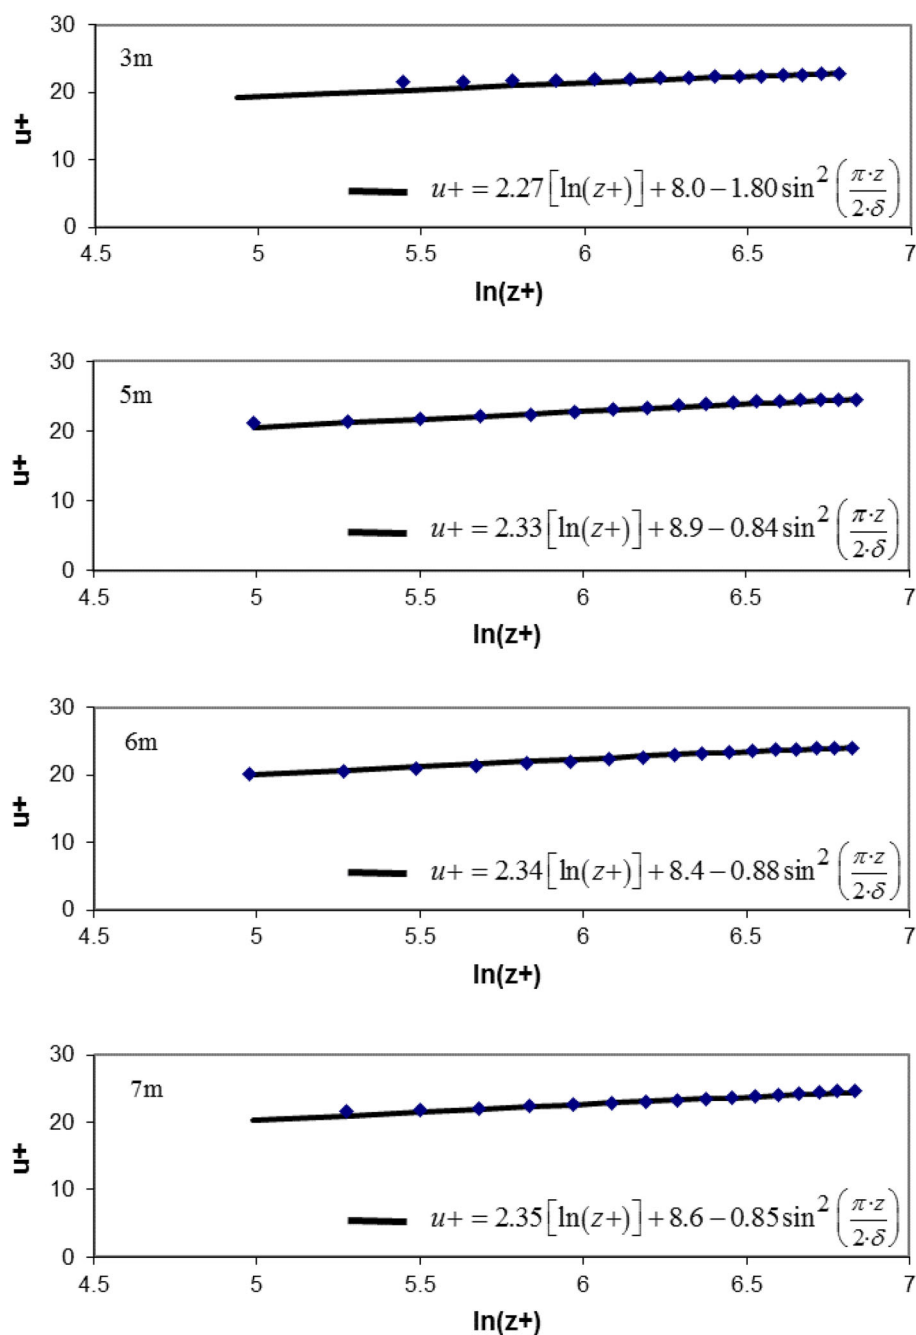 30
3m
20
u+
10
u+ = 2.27[ln(z+)]+8.0−1.80 sin² (π·z / 2·δ)
0
4.5 5 5.5 6 6.5 7
ln(z+)
30
5m
20
u+
10
u+ = 2.33[ln(z+)]+8.9−0.84 sin² (π·z / 2·δ)
0
4.5 5 5.5 6 6.5 7
ln(z+)
30
6m
20
u+
10
u+ = 2.34[ln(z+)]+8.4−0.88 sin² (π·z / 2·δ)
0
4.5 5 5.5 6 6.5 7
ln(z+)
30
7m
20
u+
10
u+ = 2.35[ln(z+)]+8.6−0.85 sin² (π·z / 2·δ)
0
4.5 5 5.5 6 6.5 7
ln(z+)